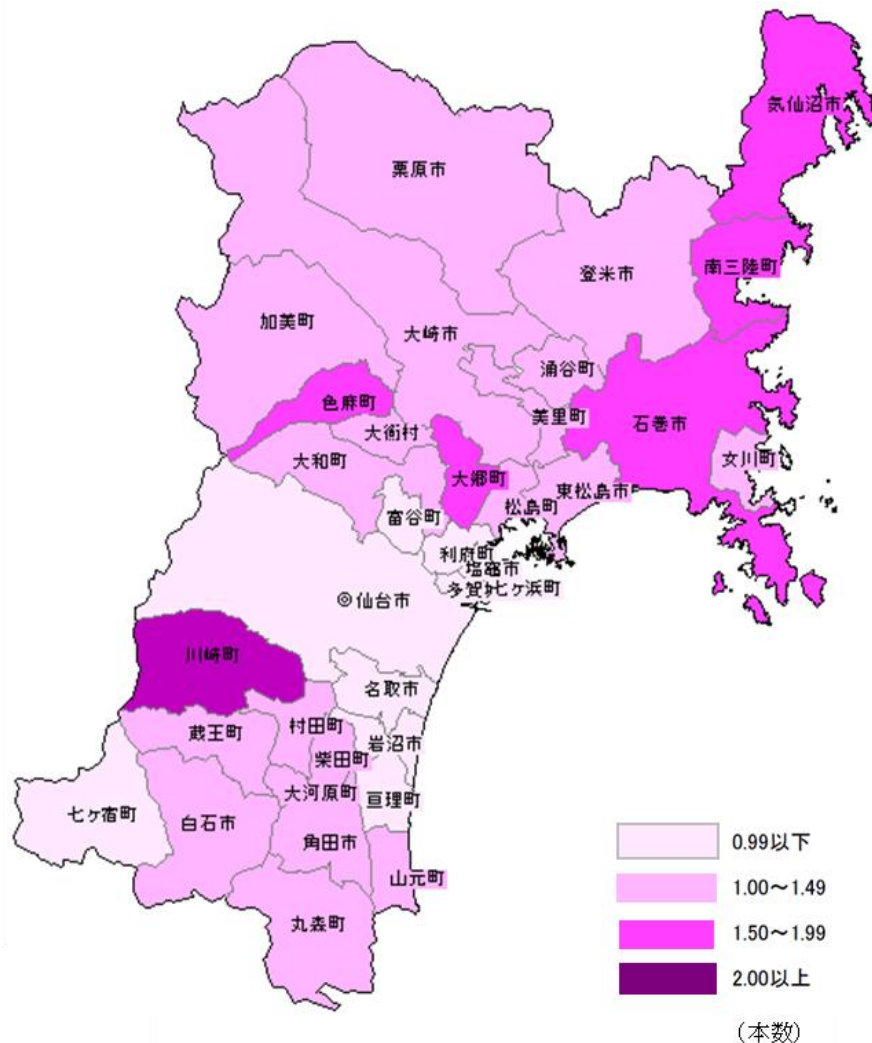 気仙沼市
栗原市
南三陸町
登米市
加美町
大崎市
涌谷町
色麻町
美里町
石巻市
大衡村
女川町
大和町
大郷町
東松島市
松島町
富谷町
利府町
塩竈市
七ヶ浜町
◎仙台市
川崎町
名取市
村田町
蔵王町
岩沼市
柴田町
大河原町
亘理町
七ヶ宿町
白石市
角田市
山元町
丸森町
0.99以下
1.00～1.49
1.50～1.99
2.00以上
(本数)